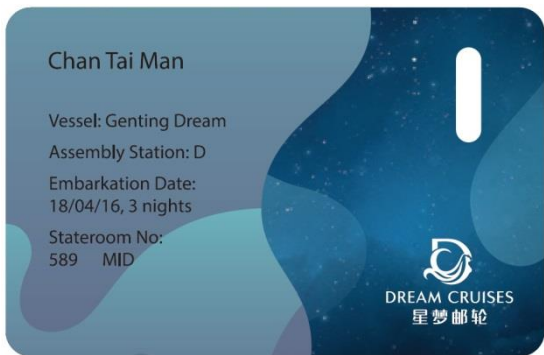 Chan Tai Man
Vessel: Genting Dream
Assembly Station: D
Embarkation Date:
18/04/16, 3 nights
Stateroom No:
589 MID
DREAM CRUISES
星梦邮轮